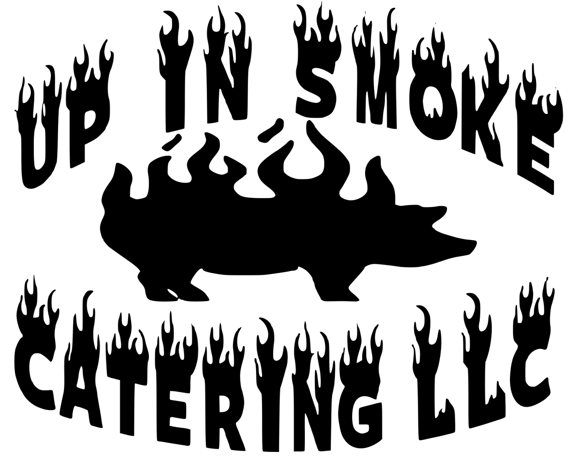 UP IN SMOKE
CATERING LLC